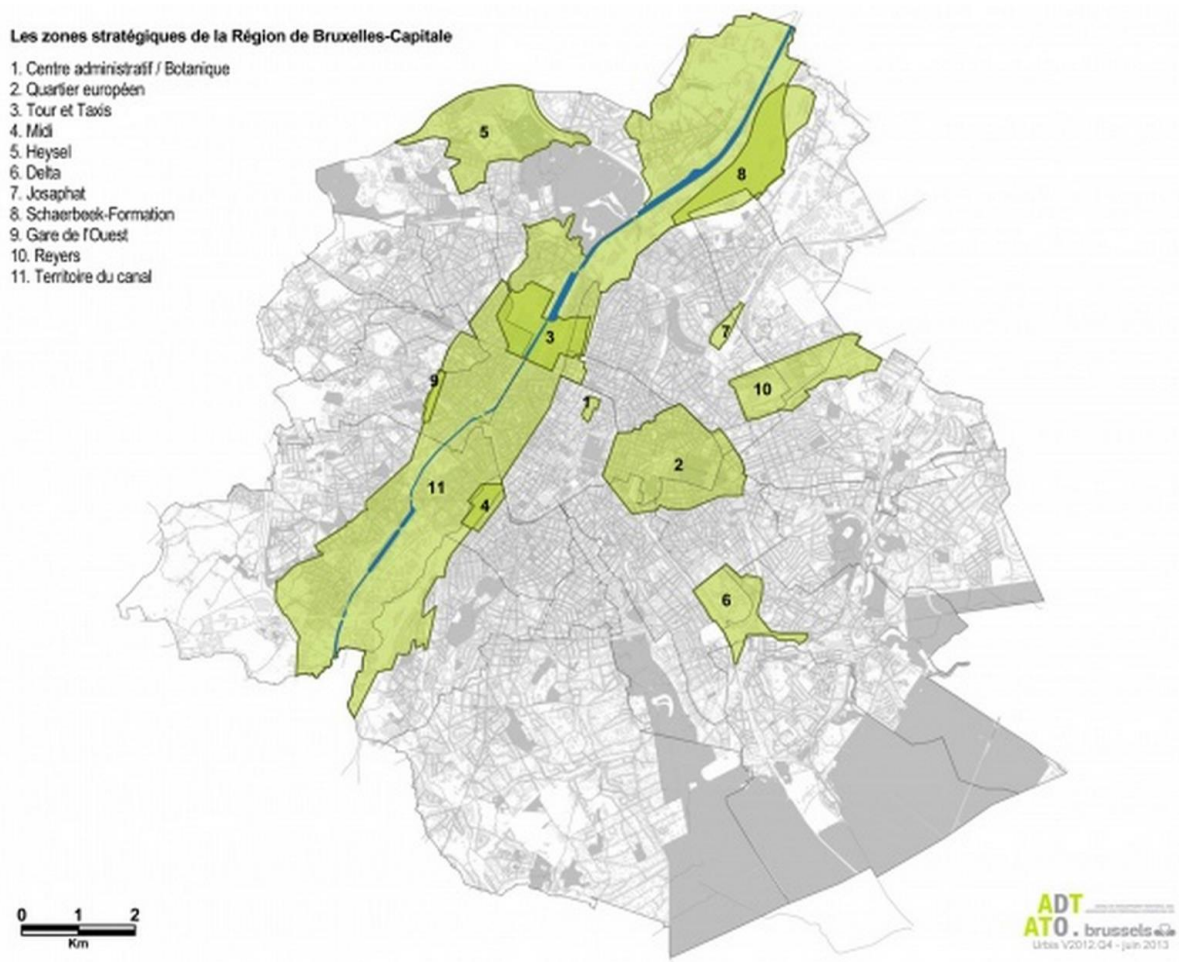 Les zones stratégiques de la Région de Bruxelles-Capitale
1. Centre administratif / Botanique
2. Quartier européen
3. Tour et Taxis
4. Midi
5. Heysel
6. Delta
7. Josaphat
8. Schaerbeek-Formation
9. Gare de l'Ouest
10. Reyers
11. Territoire du canal
5
8
7
3
9
10
1
2
11
4
6
0 1 2
Km
ADT
ATO. brussels
Urbis V2012.Q4 - juin 2013